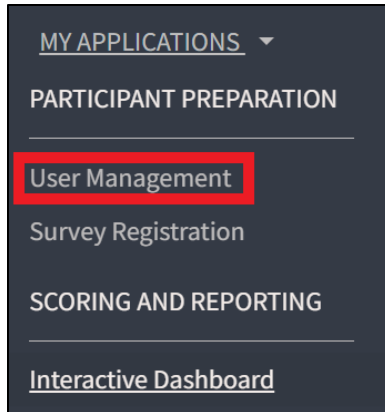 MY APPLICATIONS
PARTICIPANT PREPARATION
User Management
Survey Registration
SCORING AND REPORTING
Interactive Dashboard